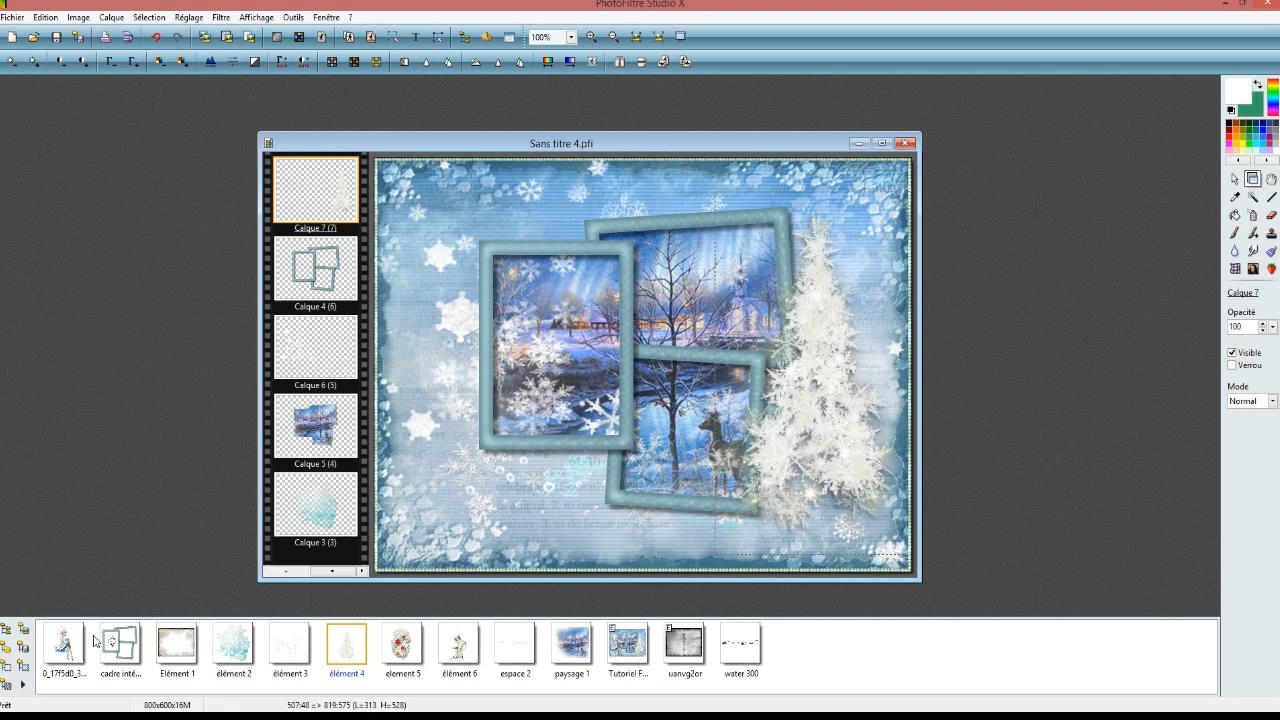 PhotoFiltre Studio X
Fichier Edition Image Calque Sélection Réglage Filtre Affichage Outils Fenêtre ?
100%
Sans titre 4.pfi
Calque 7 (7)
Calque 4 (6)
Calque 6 (5)
Calque 5 (4)
Calque 3 (3)
Calque 7
Opacité
100
Visible
Verrou
Mode
Normal
0_17f5d0_3... cadre inté... Elément 1 élément 2 élément 3 élément 4 element 5 élément 6 espace 2 paysage 1 Tutoriel F... uanvg2or water 300
Prêt 800x600x16M 507:48 => 819:575 (L=313 H=528)